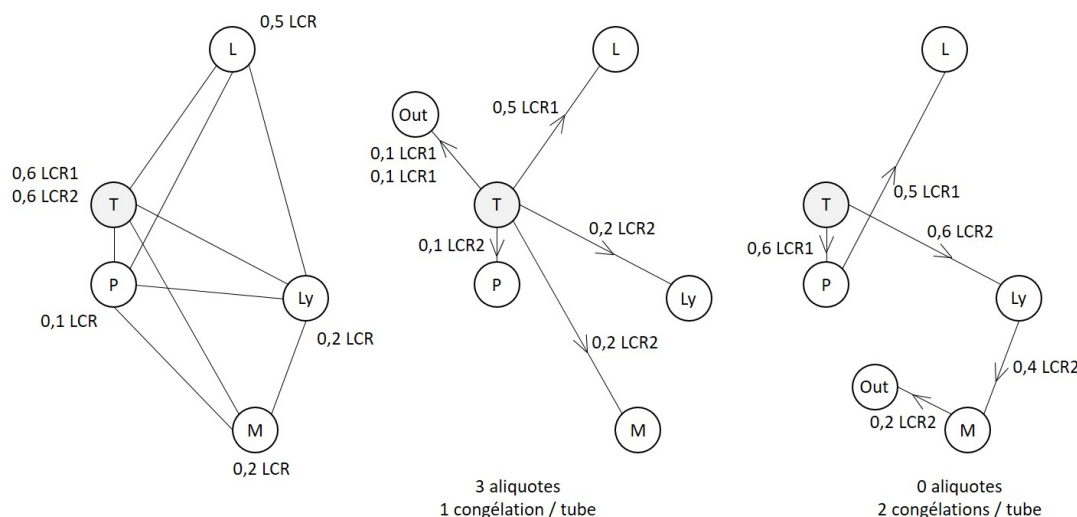 0,5 LCR
L
0,6 LCR1
0,6 LCR2
T
P
0,1 LCR
Ly
0,2 LCR
M
0,2 LCR
L
0,5 LCR1
Out
0,1 LCR1
0,1 LCR1
T
0,1 LCR2
0,2 LCR2
P
Ly
0,2 LCR2
M
3 aliquotes
1 congélation / tube
L
0,5 LCR1
T
0,6 LCR2
0,6 LCR1
P
Ly
0,4 LCR2
Out
0,2 LCR2
M
0 aliquotes
2 congélations / tube